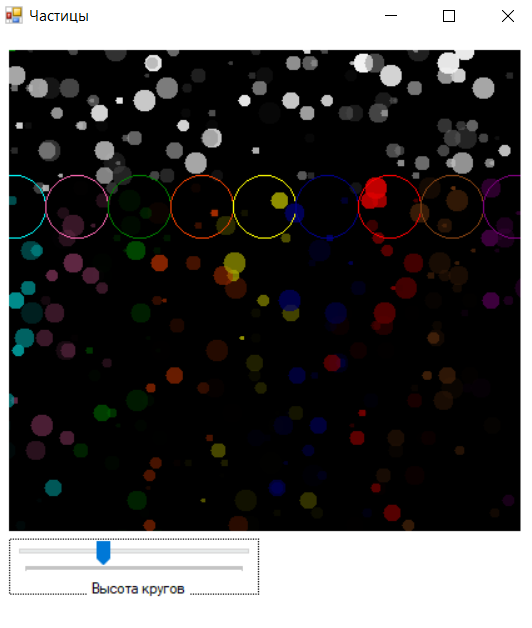 Частицы
Высота кругов